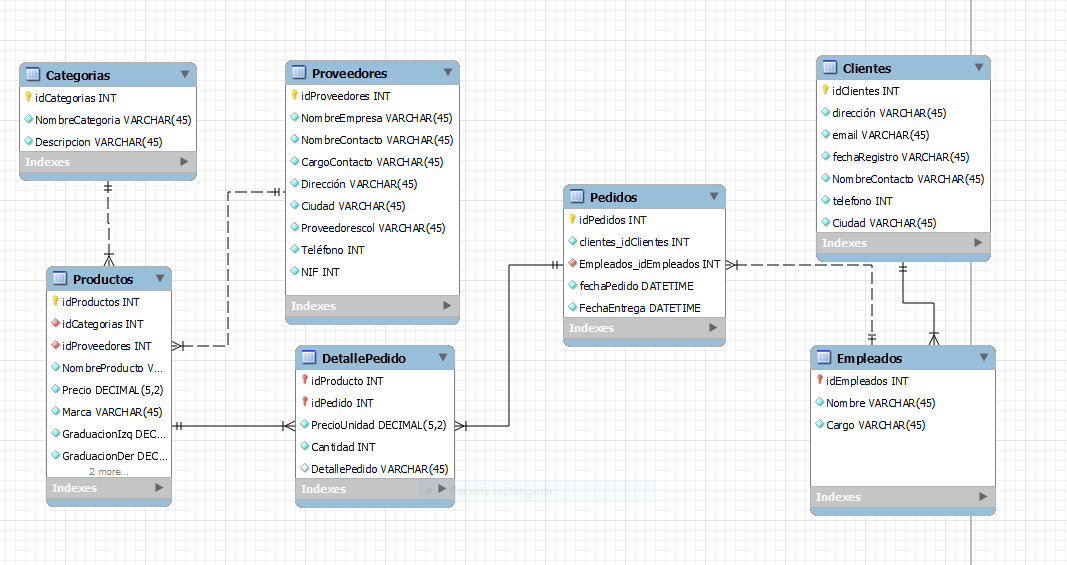 Categorias
idCategorias INT
NombreCategoria VARCHAR(45)
Descripcion VARCHAR(45)
Indexes
Proveedores
idProveedores INT
NombreEmpresa VARCHAR(45)
NombreContacto VARCHAR(45)
CargoContacto VARCHAR(45)
Dirección VARCHAR(45)
Ciudad VARCHAR(45)
Proveedorescol VARCHAR(45)
Teléfono INT
NIF INT
Indexes
Clientes
idClientes INT
dirección VARCHAR(45)
email VARCHAR(45)
fechaRegistro VARCHAR(45)
NombreContacto VARCHAR(45)
telefono INT
Ciudad VARCHAR(45)
Indexes
Pedidos
idPedidos INT
clientes_idClientes INT
Empleados_idEmpleados INT
fechaPedido DATETIME
FechaEntrega DATETIME
Indexes
Productos
idProductos INT
idCategorias INT
idProveedores INT
NombreProducto V...
Precio DECIMAL(5,2)
Marca VARCHAR(45)
GraduacionIzq DEC...
GraduacionDer DEC...
2 more...
Indexes
DetallePedido
idProducto INT
idPedido INT
PrecioUnidad DECIMAL(5,2)
Cantidad INT
DetallePedido VARCHAR(45)
Indexes
Recorte rectangular
Empleados
idEmpleados INT
Nombre VARCHAR(45)
Cargo VARCHAR(45)
Indexes